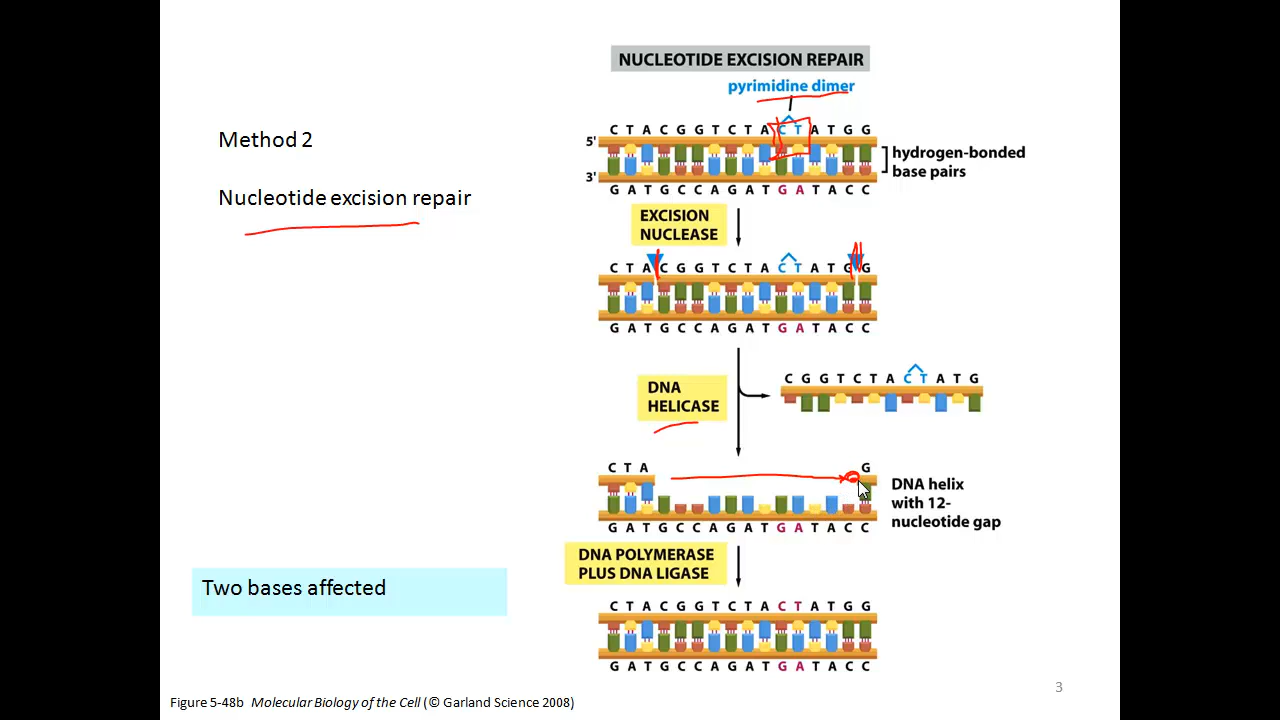 NUCLEOTIDE EXCISION REPAIR
pyrimidine dimer
Method 2
Nucleotide excision repair
C T A C G G T C T A C T A T G G
5'
3'
hydrogen-bonded
base pairs
G A T G C C A G A T G A T A C C
EXCISION
NUCLEASE
C T A C G G T C T A C T A T G G
G A T G C C A G A T G A T A C C
DNA
HELICASE
C G G T C T A C T A T G
C T A G
DNA helix
with 12-
nucleotide gap
G A T G C C A G A T G A T A C C
DNA POLYMERASE
PLUS DNA LIGASE
Two bases affected
C T A C G G T C T A C T A T G G
G A T G C C A G A T G A T A C C
3
Figure 5-48b Molecular Biology of the Cell (© Garland Science 2008)